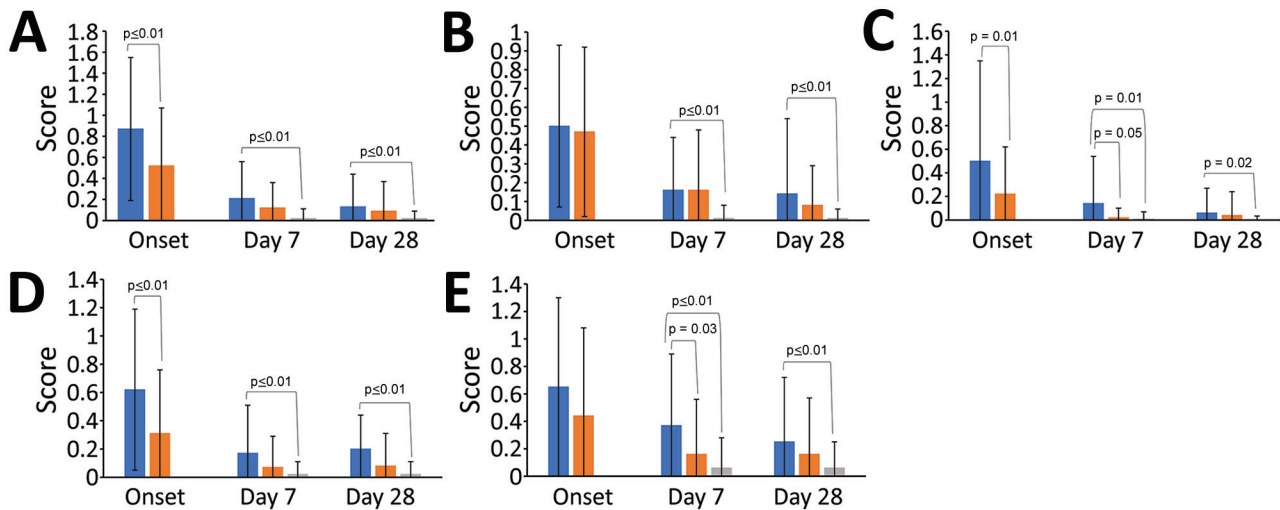 A
Score
1.8
1.6
1.4
1.2
1
0.8
0.6
0.4
0.2
0
p≤0.01
p≤0.01
p≤0.01
Onset
Day 7
Day 28
B
Score
1
0.9
0.8
0.7
0.6
0.5
0.4
0.3
0.2
0.1
0
p≤0.01
p≤0.01
Onset
Day 7
Day 28
C
Score
1.6
1.4
1.2
1
0.8
0.6
0.4
0.2
0
p = 0.01
p = 0.01
p = 0.05
p = 0.02
Onset
Day 7
Day 28
D
Score
1.4
1.2
1
0.8
0.6
0.4
0.2
0
p≤0.01
p≤0.01
p≤0.01
Onset
Day 7
Day 28
E
Score
1.4
1.2
1
0.8
0.6
0.4
0.2
0
p≤0.01
p = 0.03
p≤0.01
Onset
Day 7
Day 28